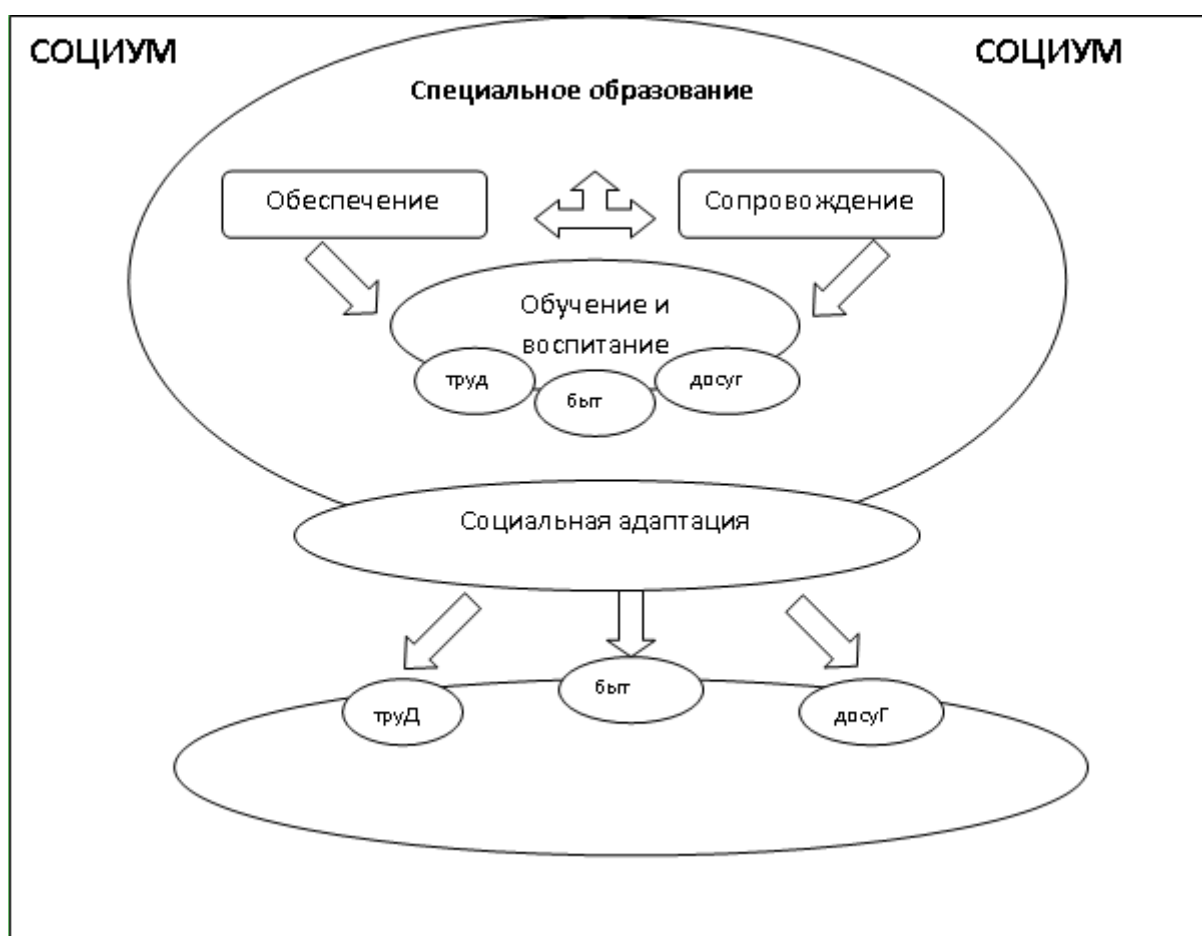 СОЦИУМ СОЦИУМ
Специальное образование
Обеспечение
Сопровождение
Обучение и
воспитание
труд
быт
досуг
Социальная адаптация
труД
быт
досуГ